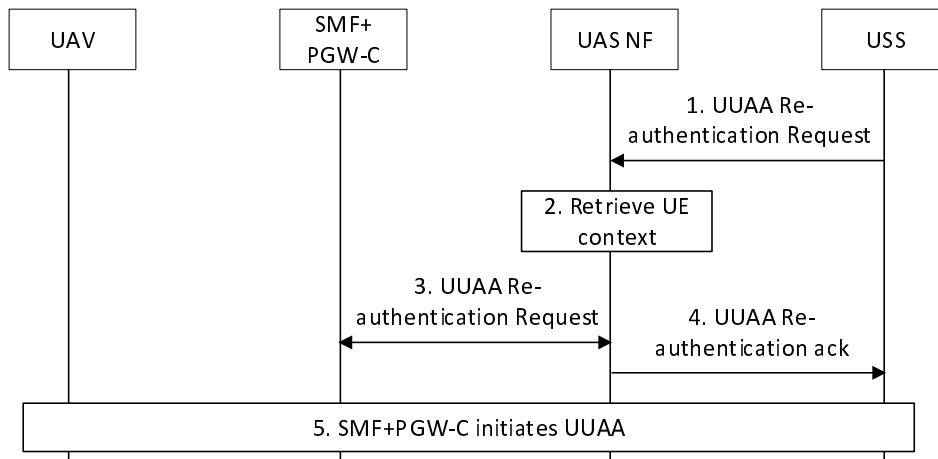 UAV
SMF+
PGW-C
UAS NF
USS
1. UUAA Re-
authentication Request
2. Retrieve UE
context
3. UUAA Re-
authentication Request
4. UUAA Re-
authentication ack
5. SMF+PGW-C initiates UUAA